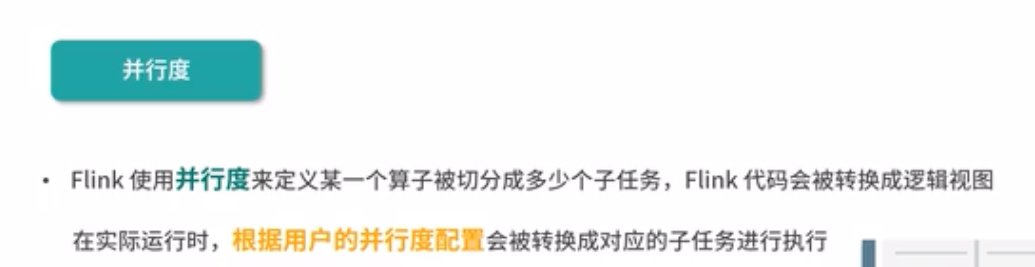 并行度
• Flink 使用并行度来定义某一个算子被切分成多少个子任务，Flink 代码会被转换成逻辑视图
在实际运行时，根据用户的并行度配置会被转换成对应的子任务进行执行